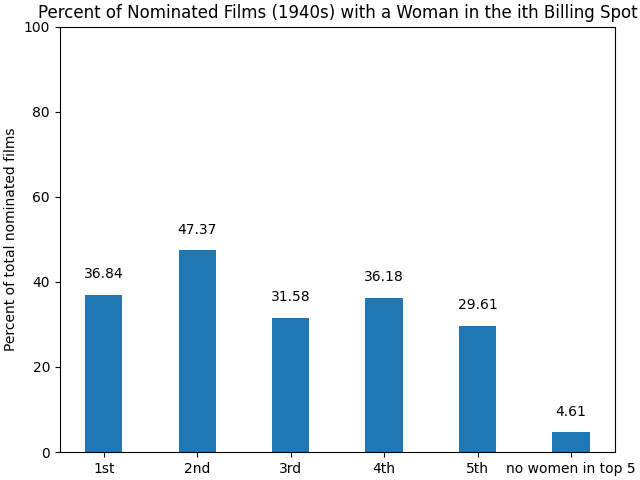 Percent of Nominated Films (1940s) with a Woman in the ith Billing Spot
Percent of total nominated films
100
80
60
40
20
0
36.84
47.37
31.58
36.18
29.61
4.61
1st
2nd
3rd
4th
5th
no women in top 5